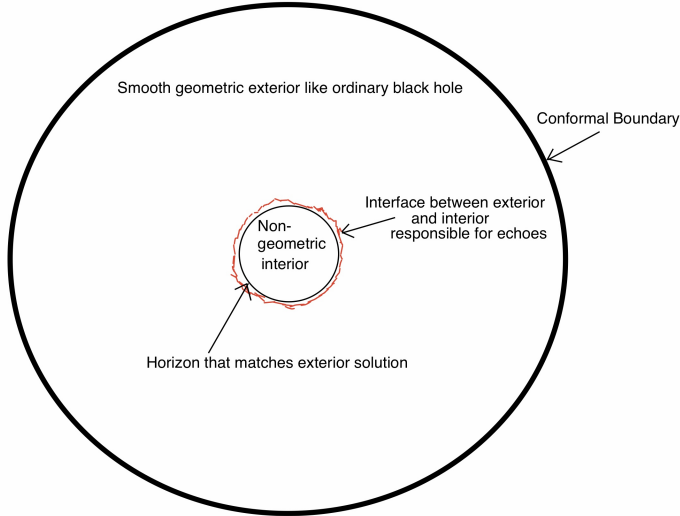 Smooth geometric exterior like ordinary black hole
Conformal Boundary
Interface between exterior
and interior
responsible for echoes
Non-
geometric
interior
Horizon that matches exterior solution